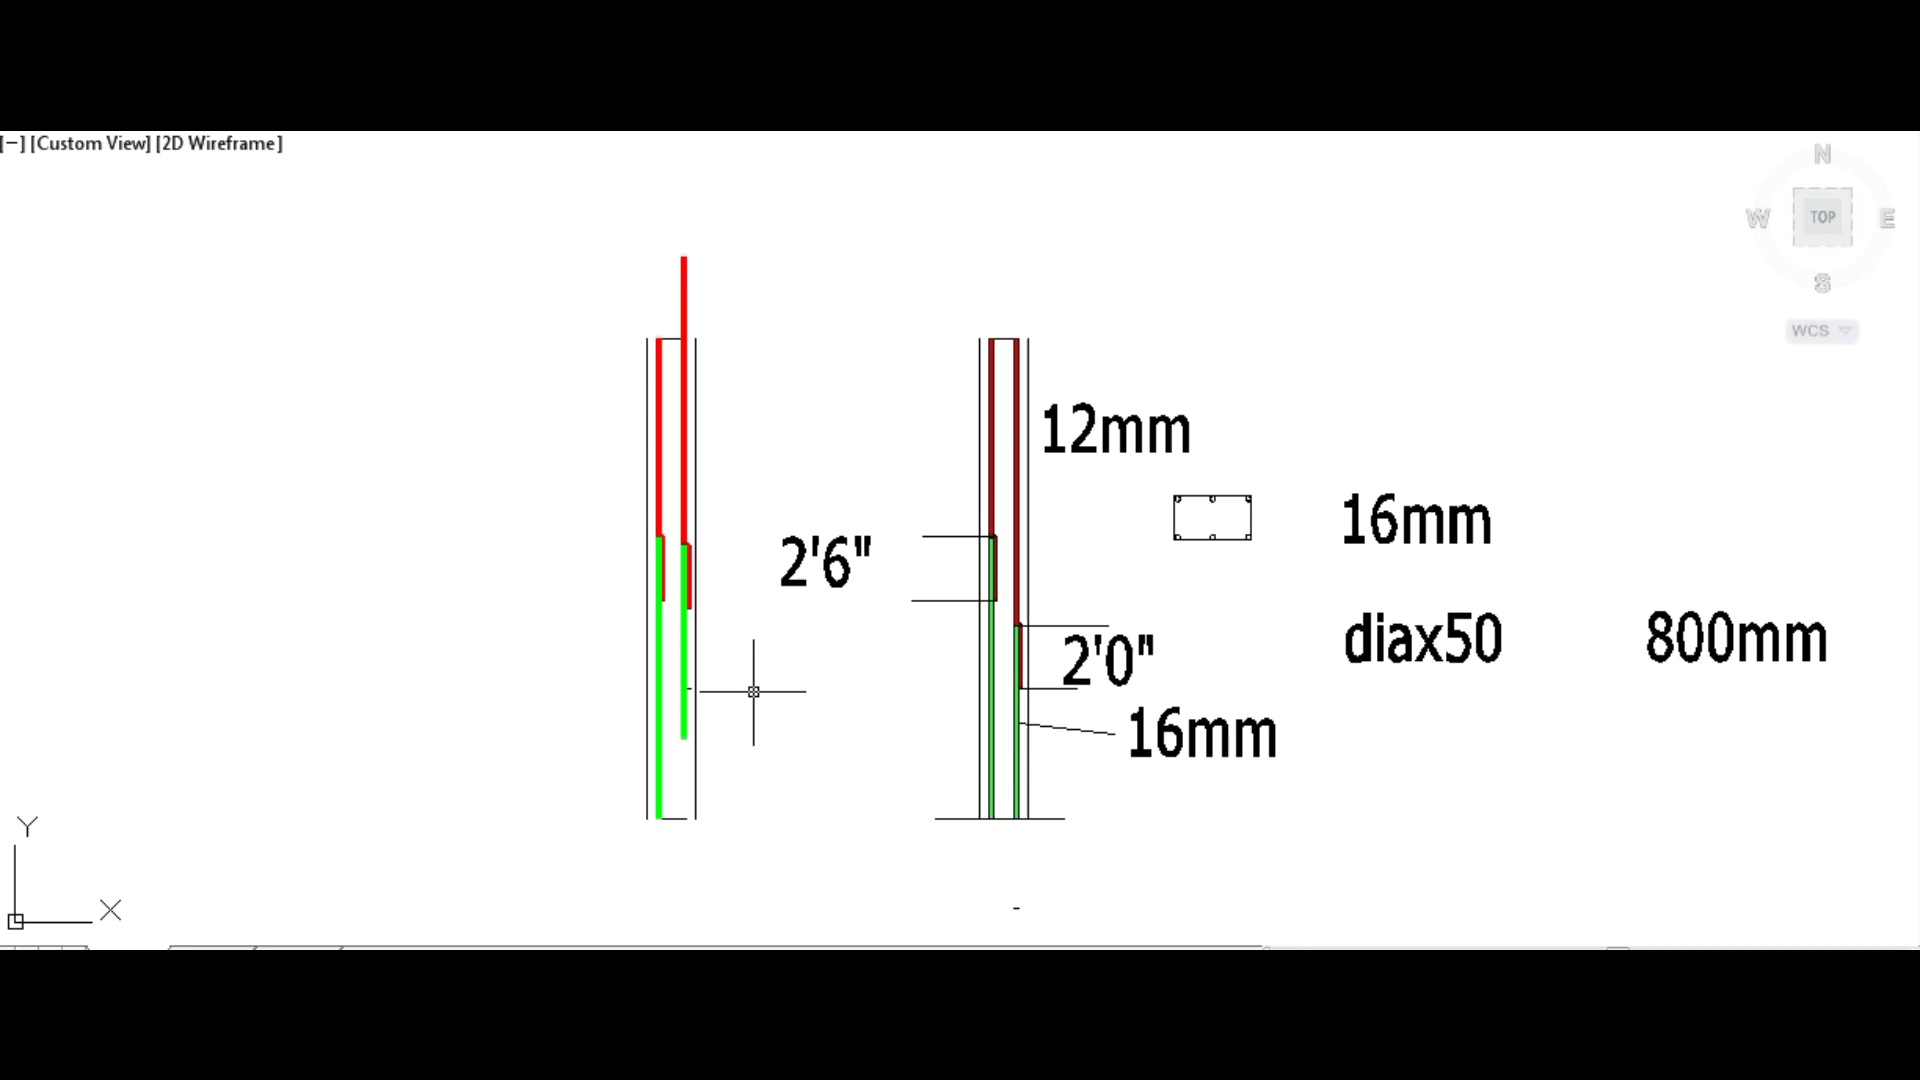 [−] [Custom View] [2D Wireframe]
N
W TOP E
S
WCS
12mm
16mm
2'6"
diax50 800mm
2'0"
16mm
Y
X